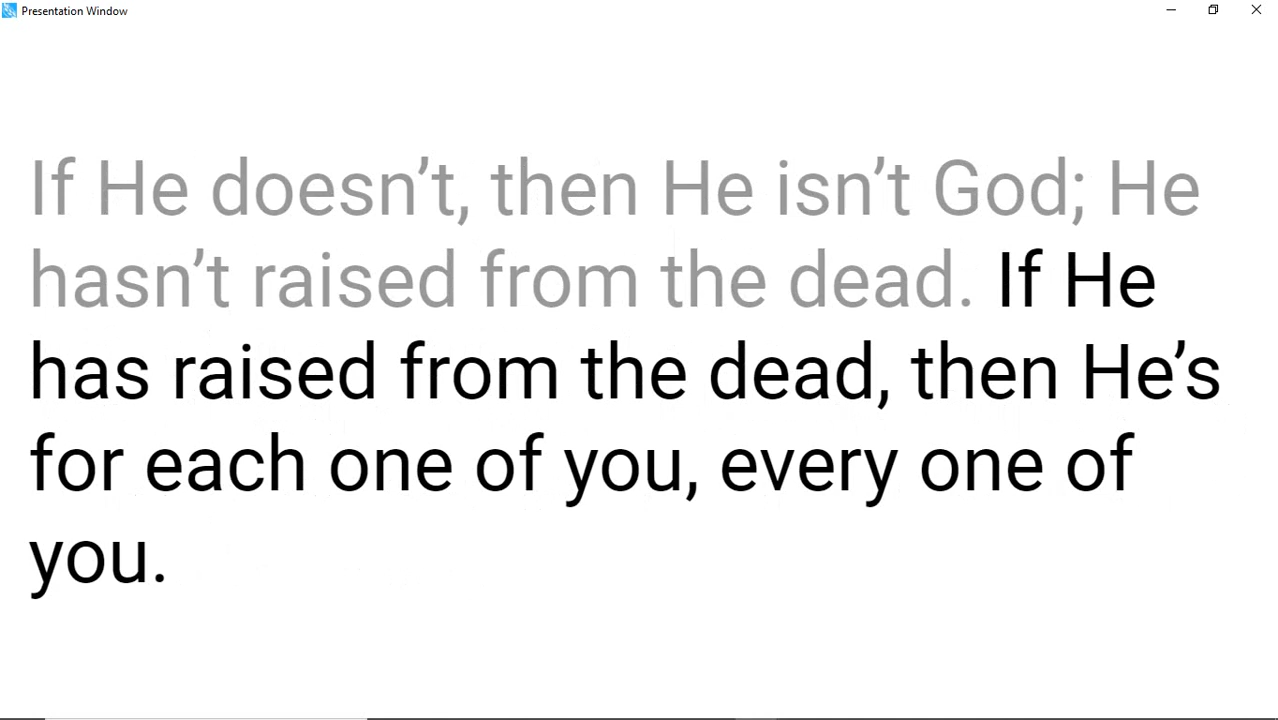 Presentation Window
If He doesn’t, then He isn’t God; He
hasn’t raised from the dead. If He
has raised from the dead, then He’s
for each one of you, every one of
you.